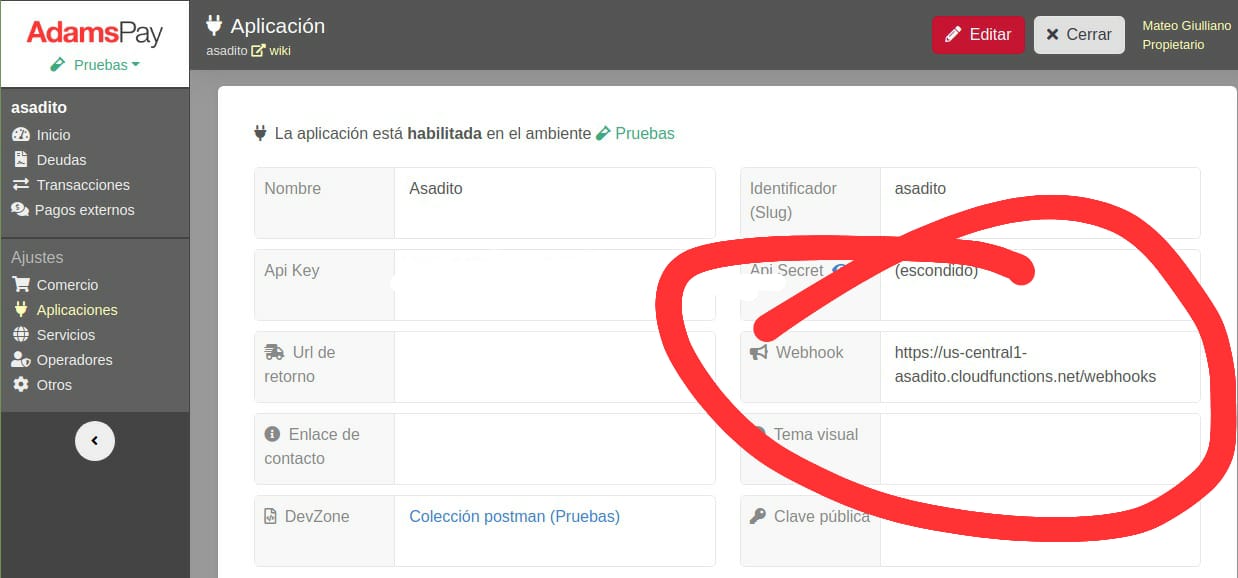 AdamsPay
Pruebas
asadito
Inicio
Deudas
Transacciones
Pagos externos
Ajustes
Comercio
Aplicaciones
Servicios
Operadores
Otros
Aplicación
asadito wiki
Editar
Cerrar
Mateo Giulliano
Propietario
La aplicación está habilitada en el ambiente Pruebas
Nombre
Asadito
Identificador
(Slug)
asadito
Api Key
Api Secret
(escondido)
Url de
retorno
Webhook
https://us-central1-
asadito.cloudfunctions.net/webhooks
Enlace de
contacto
Tema visual
DevZone
Colección postman (Pruebas)
Clave pública